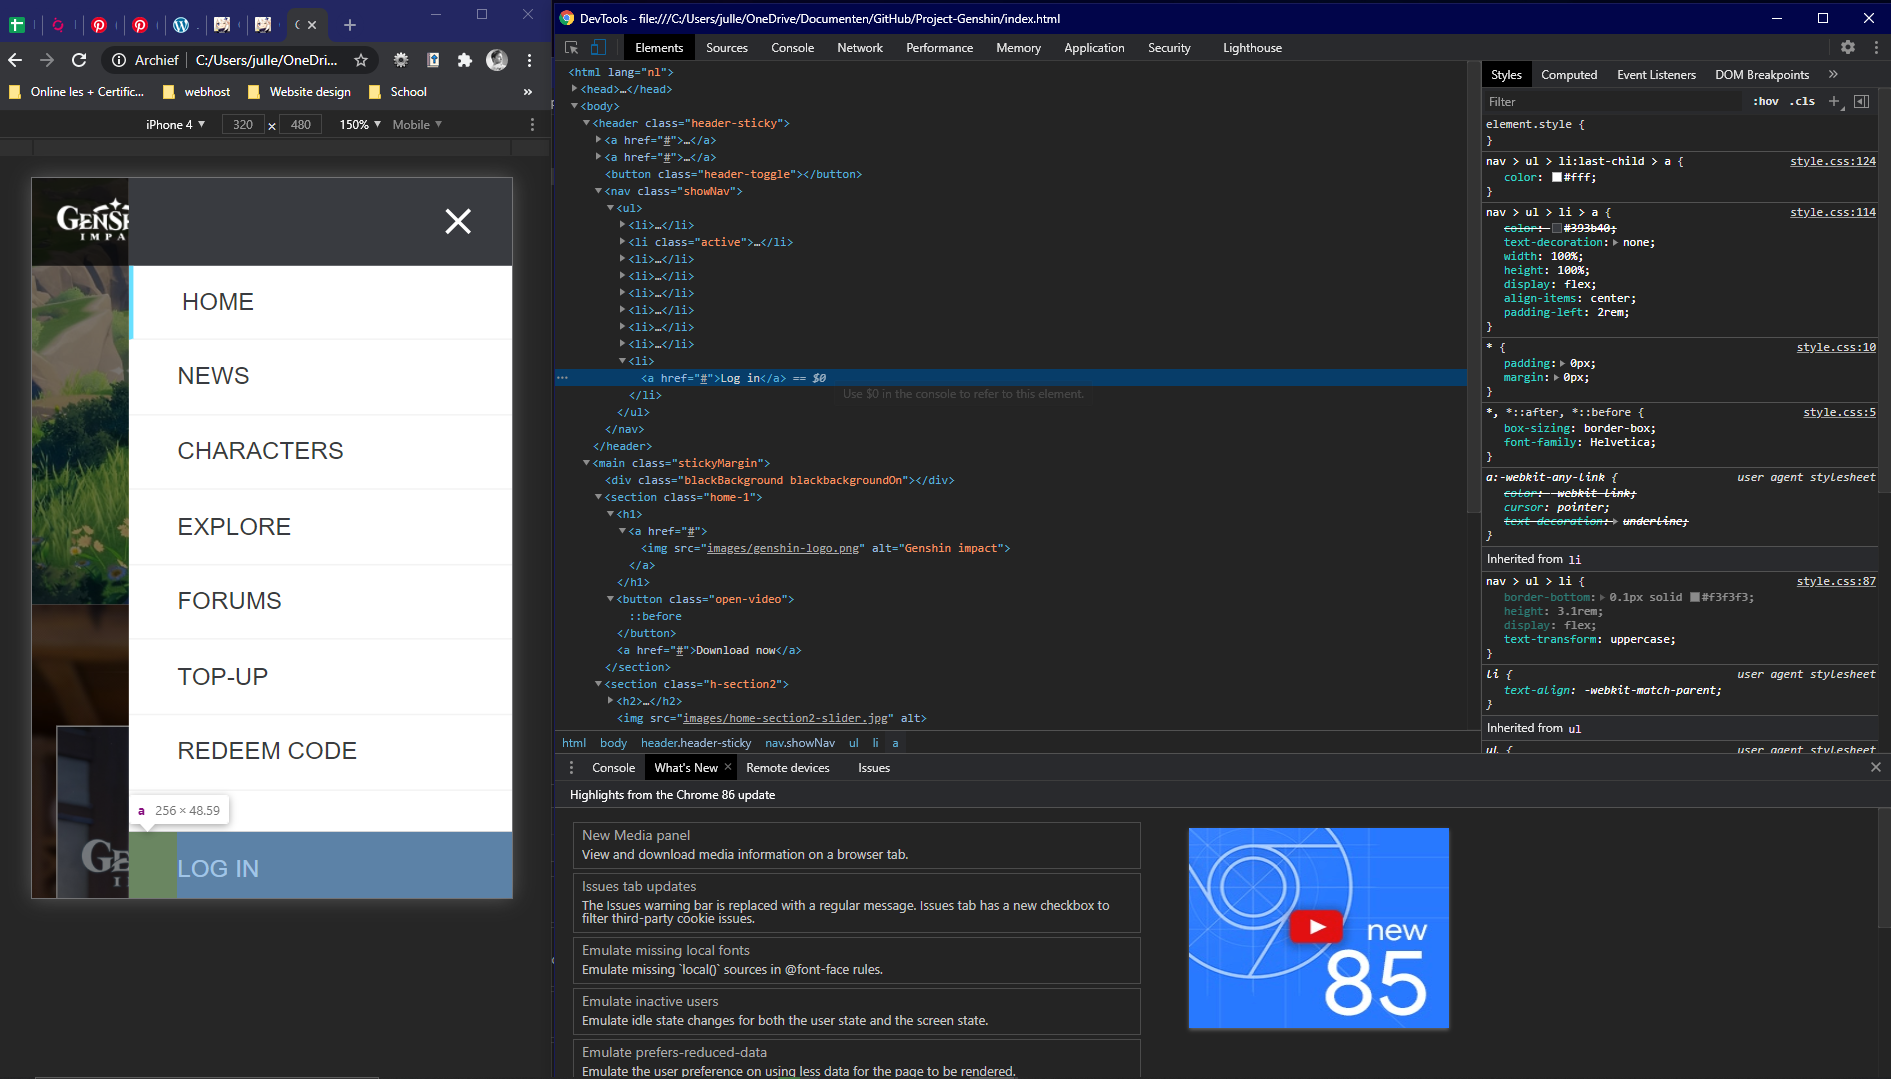 DevTools - file:///C:/Users/julle/OneDrive/Documenten/GitHub/Project-Genshin/index.html
Archief C:/Users/julle/OneDri...
Online les + Certific... webhost Website design School »
iPhone 4 320 × 480 150% Mobile
GENSH
IMPA
HOME
NEWS
CHARACTERS
EXPLORE
FORUMS
TOP-UP
REDEEM CODE
a 256 × 48.59
LOG IN
Elements Sources Console Network Performance Memory Application Security Lighthouse
<html lang="nl">
<head>…</head>
<body>
<header class="header-sticky">
<a href="#">…</a>
<a href="#">…</a>
<button class="header-toggle"></button>
<nav class="showNav">
<ul>
<li>…</li>
<li class="active">…</li>
<li>…</li>
<li>…</li>
<li>…</li>
<li>…</li>
<li>…</li>
<li>…</li>
<li>
<a href="#">Log in</a> == $0
Use $0 in the console to refer to this element.
</li>
</ul>
</nav>
</header>
<main class="stickyMargin">
<div class="blackBackground blackbackgroundOn"></div>
<section class="home-1">
<h1>
<a href="#">
<img src="images/genshin-logo.png" alt="Genshin impact">
</a>
</h1>
<button class="open-video">
::before
</button>
<a href="#">Download now</a>
</section>
<section class="h-section2">
<h2>…</h2>
<img src="images/home-section2-slider.jpg" alt>
html body header.header-sticky nav.showNav ul li a
Styles Computed Event Listeners DOM Breakpoints »
Filter :hov .cls +
element.style {
}
nav > ul > li:last-child > a { style.css:124
color: #fff;
}
nav > ul > li > a { style.css:114
color: #393b40;
text-decoration: none;
width: 100%;
height: 100%;
display: flex;
align-items: center;
padding-left: 2rem;
}
* { style.css:10
padding: 0px;
margin: 0px;
}
*, *::after, *::before { style.css:5
box-sizing: border-box;
font-family: Helvetica;
}
a:-webkit-any-link { user agent stylesheet
color: -webkit-link;
cursor: pointer;
text-decoration: underline;
}
Inherited from li
nav > ul > li { style.css:87
border-bottom: 0.1px solid #f3f3f3;
height: 3.1rem;
display: flex;
text-transform: uppercase;
}
li { user agent stylesheet
text-align: -webkit-match-parent;
}
Inherited from ul
ul { user agent stylesheet
Console What's New Remote devices Issues
Highlights from the Chrome 86 update
New Media panel
View and download media information on a browser tab.
Issues tab updates
The Issues warning bar is replaced with a regular message. Issues tab has a new checkbox to
filter third-party cookie issues.
Emulate missing local fonts
Emulate missing `local()` sources in @font-face rules.
Emulate inactive users
Emulate idle state changes for both the user state and the screen state.
Emulate prefers-reduced-data
Emulate the user preference on using less data for the page to be rendered.
new
85